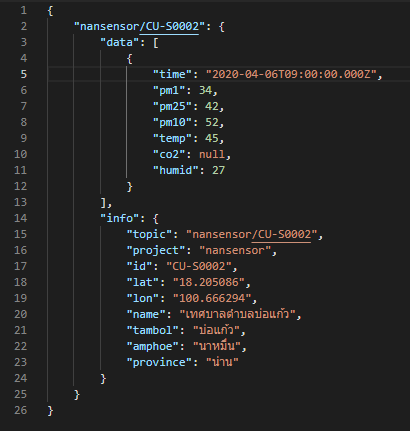 1 {
2 "nansensor/CU-S0002": {
3 "data": [
4 {
5 "time": "2020-04-06T09:00:00.000Z",
6 "pm1": 34,
7 "pm25": 42,
8 "pm10": 52,
9 "temp": 45,
10 "co2": null,
11 "humid": 27
12 }
13 ],
14 "info": {
15 "topic": "nansensor/CU-S0002",
16 "project": "nansensor",
17 "id": "CU-S0002",
18 "lat": "18.205086",
19 "lon": "100.666294",
20 "name": "เทศบาลตำบลบ่อแก้ว",
21 "tambol": "บ่อแก้ว",
22 "amphoe": "นาหมื่น",
23 "province": "น่าน"
24 }
25 }
26 }